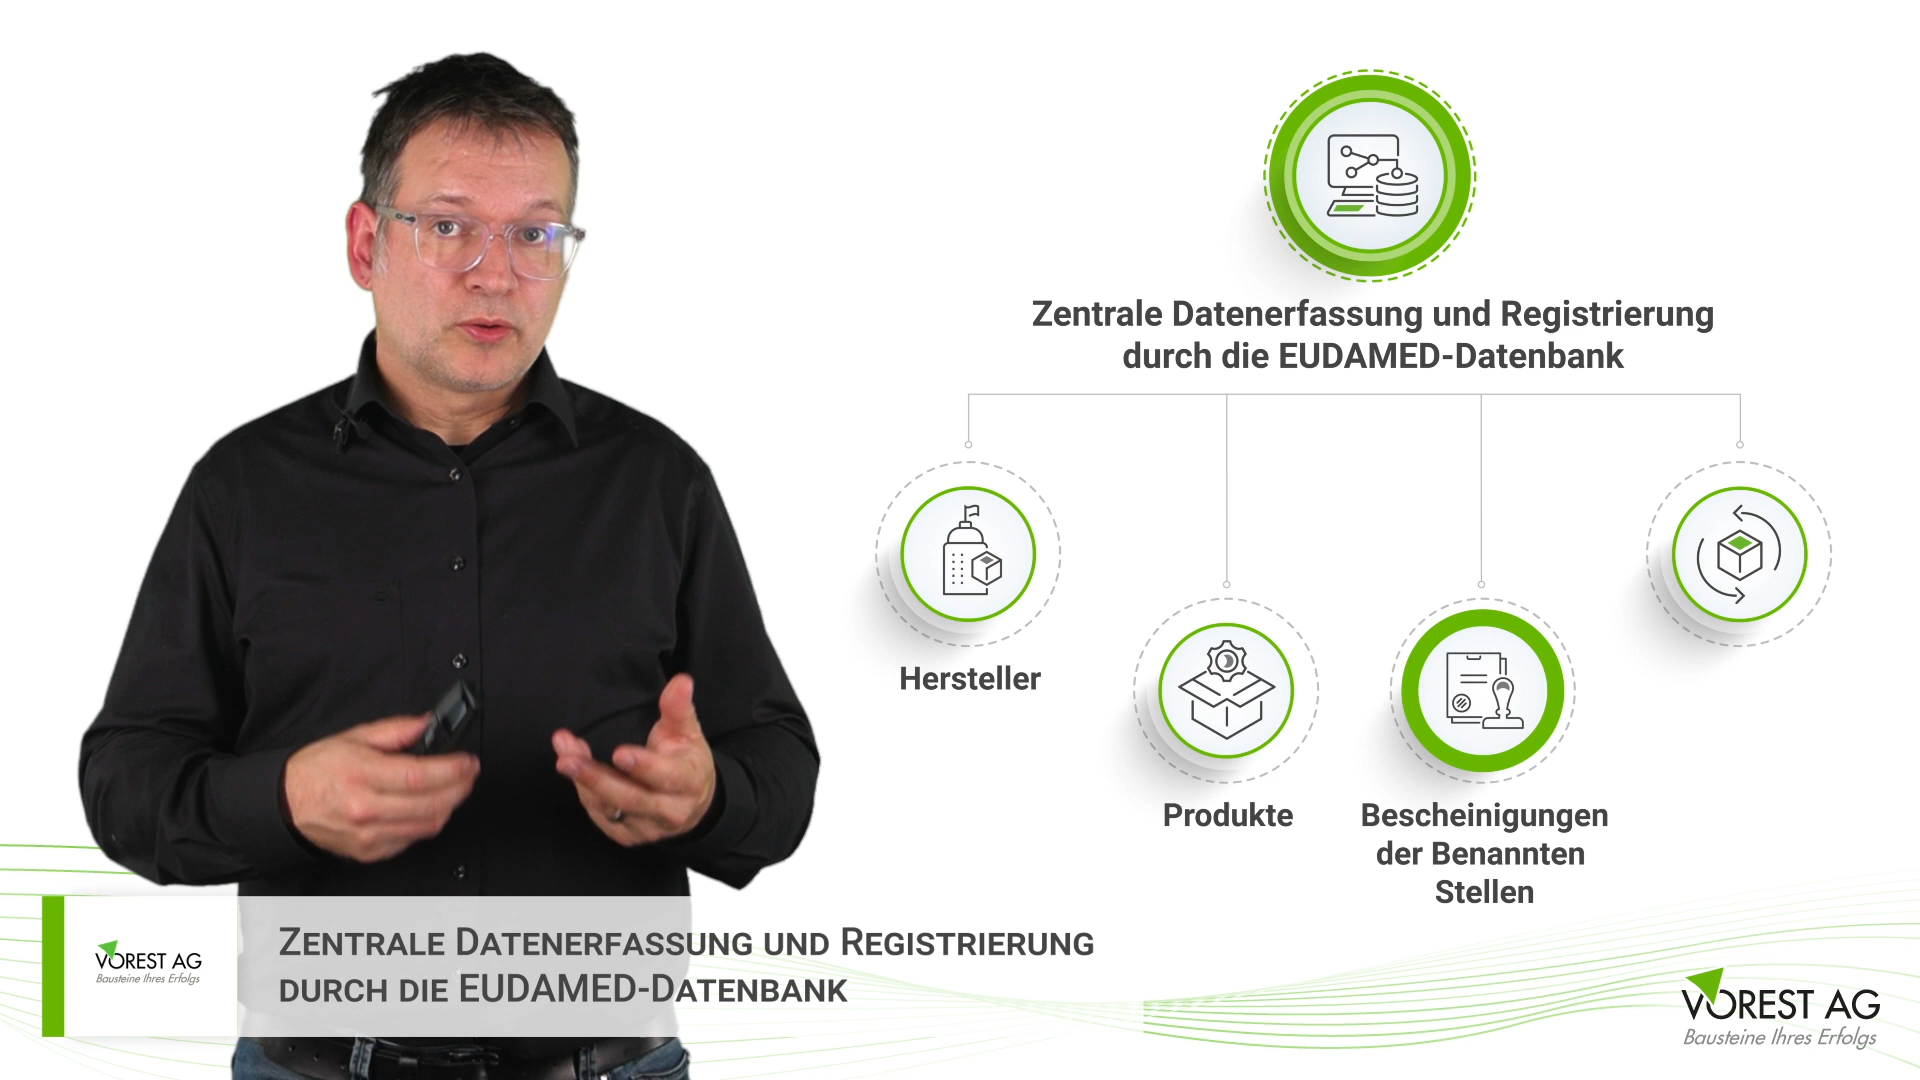 Zentrale Datenerfassung und Registrierung
durch die EUDAMED-Datenbank
Hersteller
Produkte
Bescheinigungen
der Benannten
Stellen
VOREST AG
Bausteine Ihres Erfolgs
Zentrale Datenerfassung und Registrierung
durch die EUDAMED-Datenbank
VOREST AG
Bausteine Ihres Erfolgs